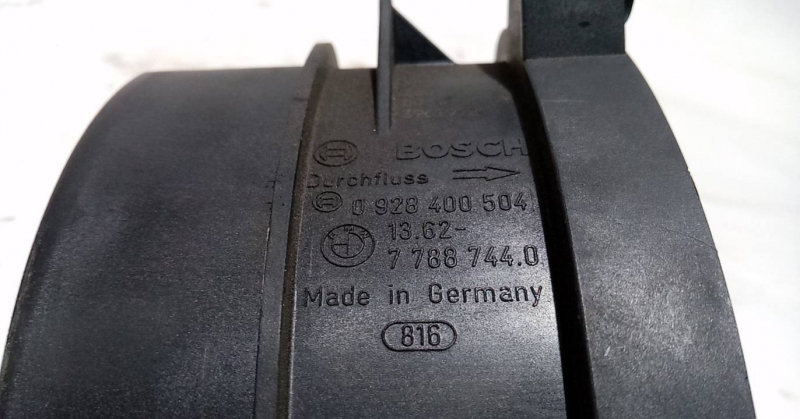 BOSCH
Durchfluss
0 928 400 504
13.62-
7 788 744.0
Made in Germany
816